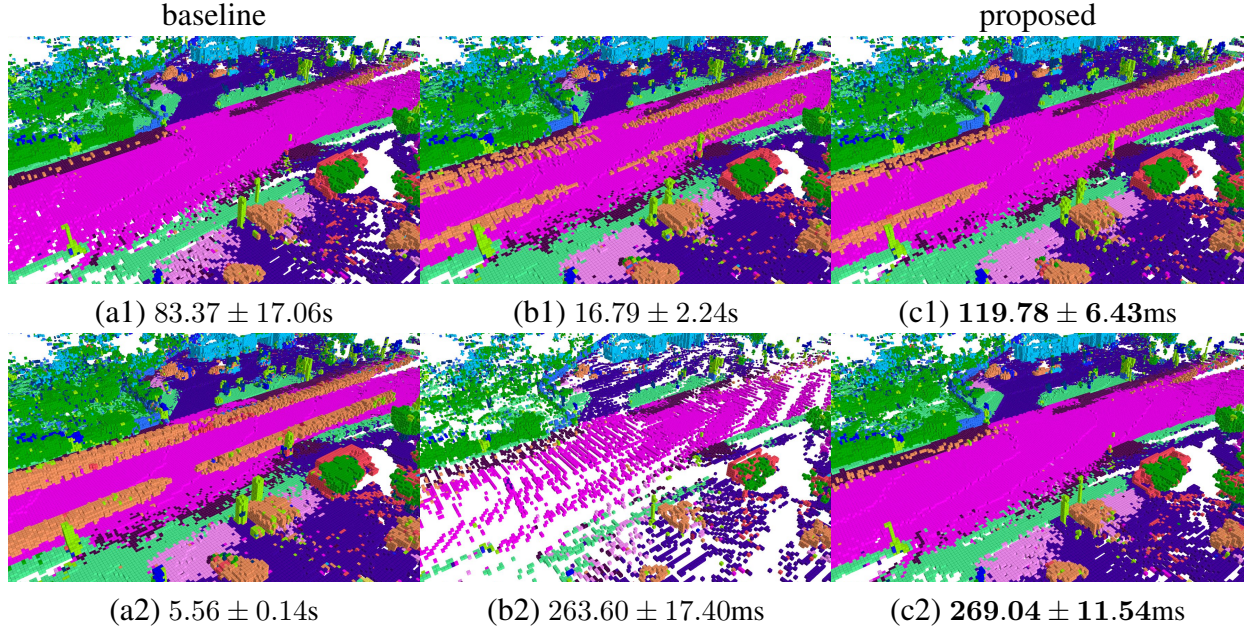 baseline
proposed
(a1) 83.37 ± 17.06s
(b1) 16.79 ± 2.24s
(c1) 119.78 ± 6.43ms
(a2) 5.56 ± 0.14s
(b2) 263.60 ± 17.40ms
(c2) 269.04 ± 11.54ms